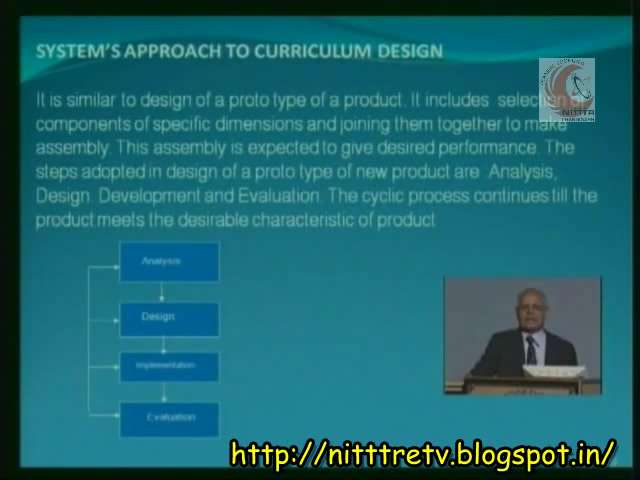 SYSTEM'S APPROACH TO CURRICULUM DESIGN
It is similar to design of a proto type of a product. It includes selection
components of specific dimensions and joining them together to make
assembly. This assembly is expected to give desired performance. The
steps adopted in design of a proto type of new product are .Analysis,
Design. Development and Evaluation. The cyclic process continues till the
product meets the desirable characteristic of product
Analysis
Design
Implementation
Evaluation
NITTTR
CHANDIGARH
http://nitttretv.blogspot.in/